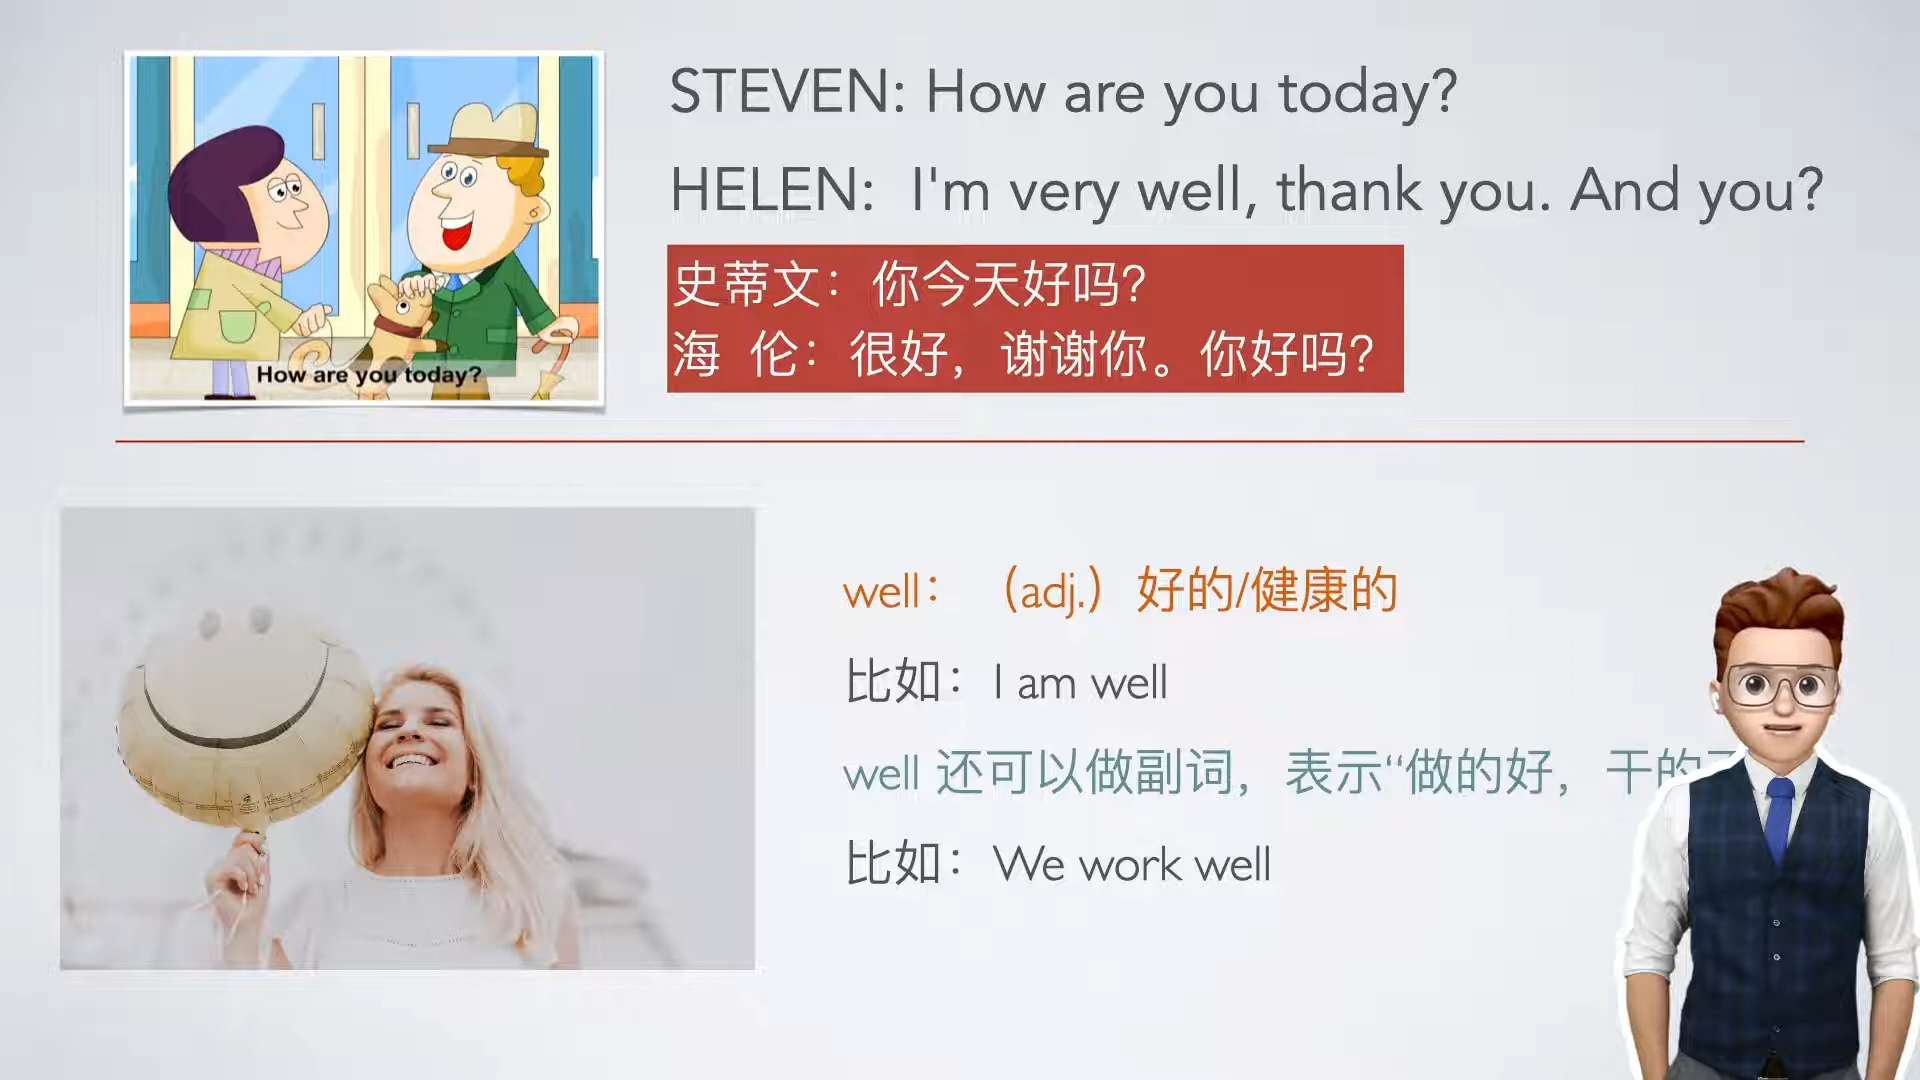 STEVEN: How are you today?
HELEN: I'm very well, thank you. And you?
史蒂文：你今天好吗？
海 伦：很好，谢谢你。你好吗？
How are you today?
well：（adj.）好的/健康的
比如：I am well
well 还可以做副词，表示“做的好，干的
比如：We work well